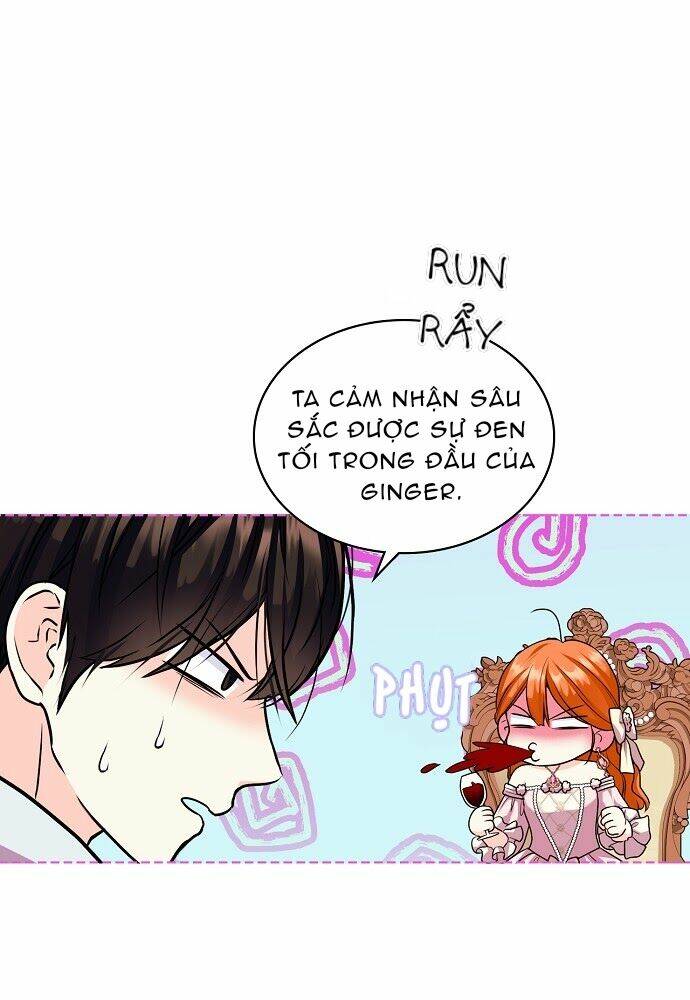 RUN
RẨY
TA CẢM NHẬN SÂU
SẮC ĐƯỢC SỰ ĐEN
TỐI TRONG ĐẦU CỦA
GINGER.
PHỤT